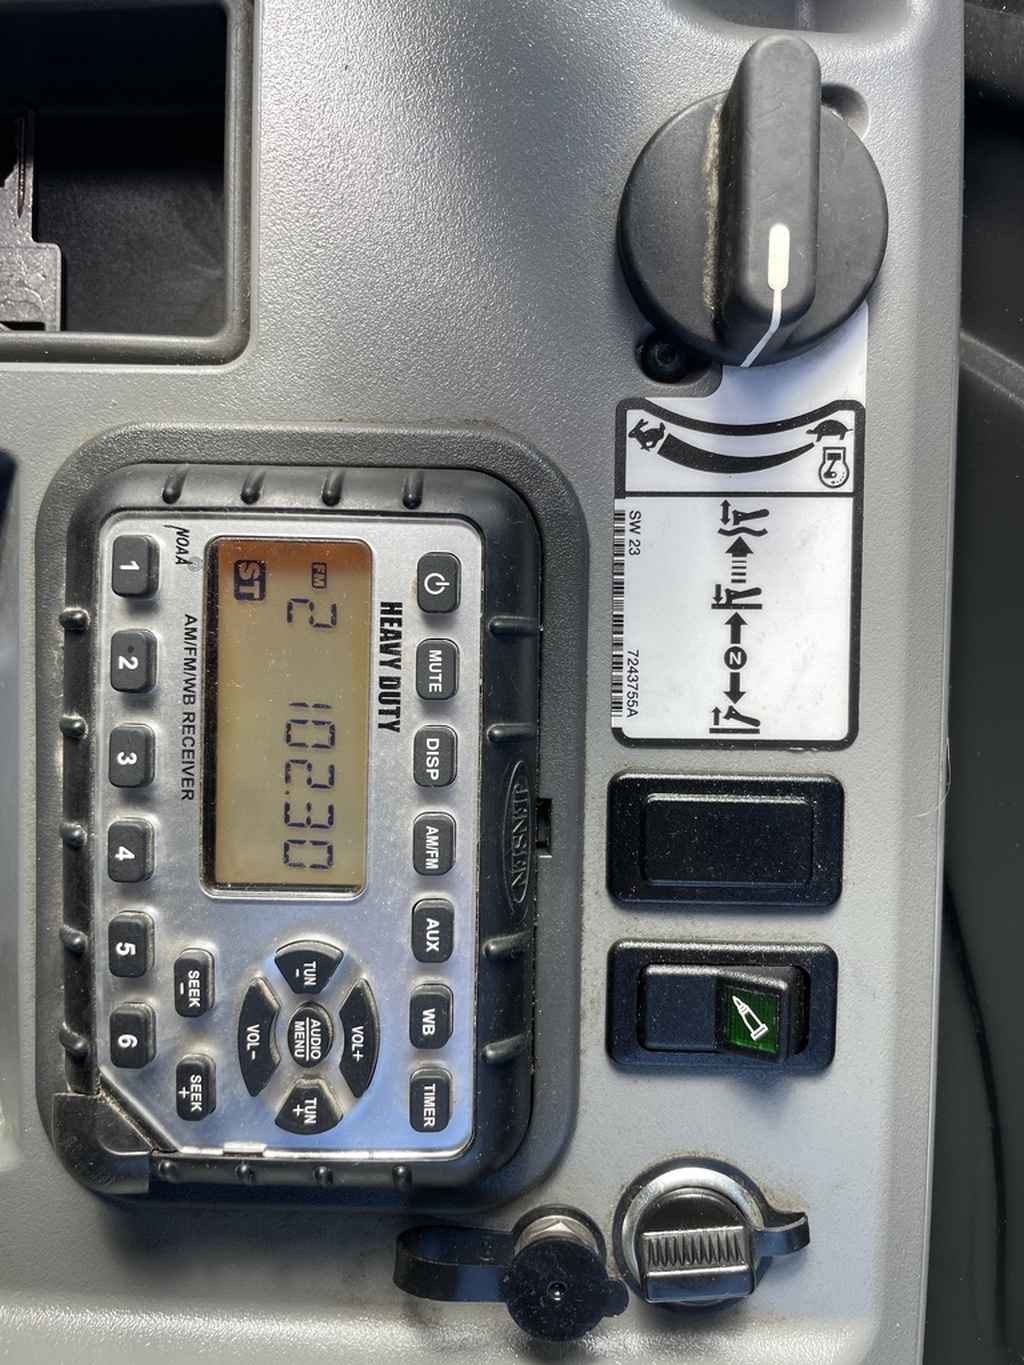 HEAVY DUTY
MUTE
DISP
AM/FM
AUX
WB
TIMER
FM
2 102.30
ST
NOAA
AM/FM/WB RECEIVER
TUN
-
VOL-
AUDIO
MENU
VOL+
TUN
+
SEEK
-
SEEK
+
1
2
3
4
5
6
JENSEN
N
SW 23
7243755A